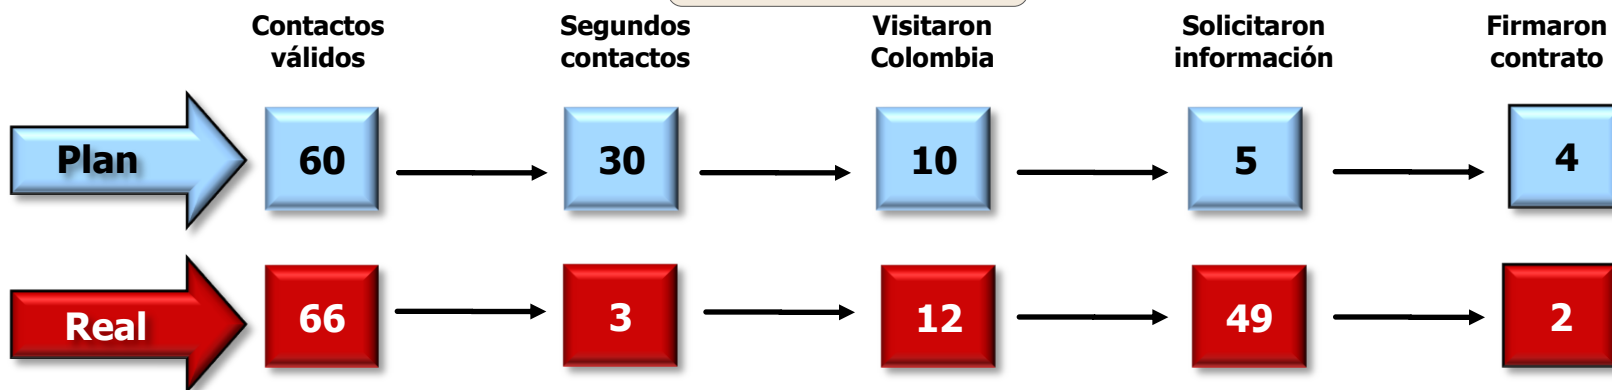 Contactos
válidos
Segundos
contactos
Visitaron
Colombia
Solicitaron
información
Firmaron
contrato
Plan
60
30
10
5
4
Real
66
3
12
49
2